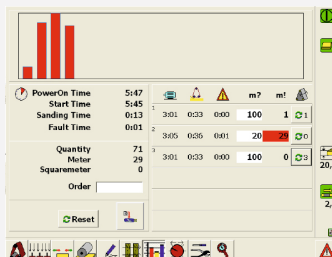 PowerOn Time 5:47
Start Time 5:45
Sanding Time 0:13
Fault Time 0:01
Quantity 71
Meter 29
Squaremeter 0
Order
Reset
m? m!
1 3:01 0:33 0:00 100 1 1
2 3:05 0:36 0:01 20 29 0
3 3:01 0:33 0:00 100 0 3
20,
2,